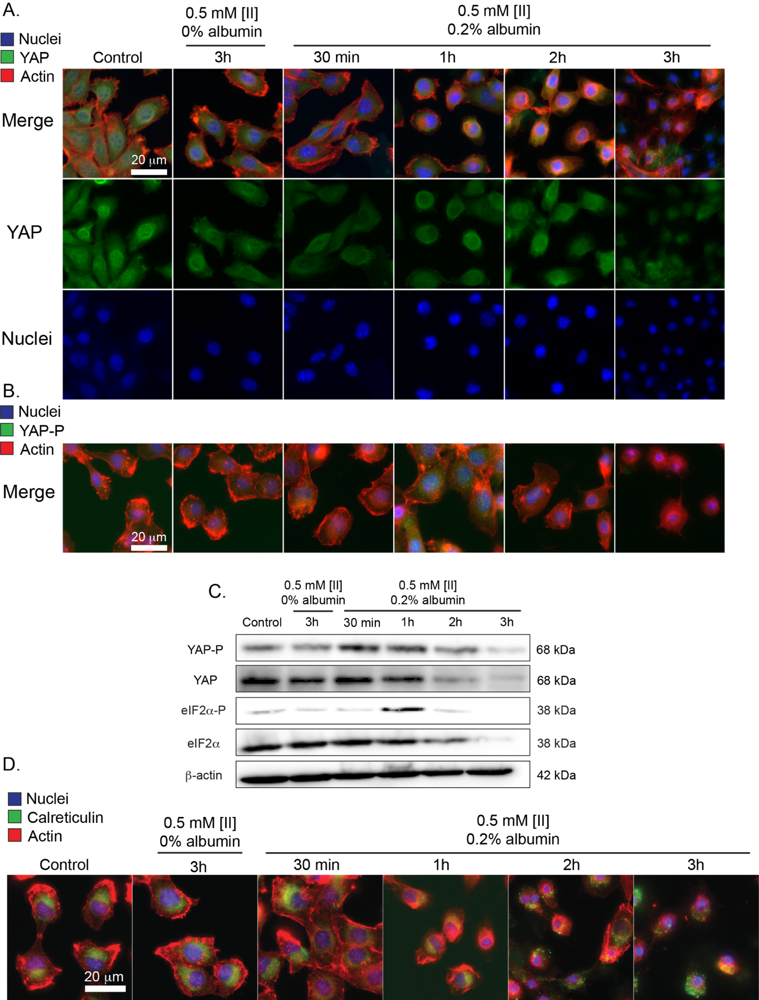 A.
0.5 mM [II]
0% albumin
0.5 mM [II]
0.2% albumin
Nuclei
YAP
Actin
Control
3h
30 min
1h
2h
3h
Merge
20 μm
YAP
Nuclei
B.
Nuclei
YAP-P
Actin
Merge
20 μm
C.
0.5 mM [II]
0% albumin
0.5 mM [II]
0.2% albumin
Control
3h
30 min
1h
2h
3h
YAP-P
68 kDa
YAP
68 kDa
eIF2α-P
38 kDa
eIF2α
38 kDa
β-actin
42 kDa
D.
Nuclei
Calreticulin
Actin
0.5 mM [II]
0% albumin
0.5 mM [II]
0.2% albumin
Control
3h
30 min
1h
2h
3h
20 μm